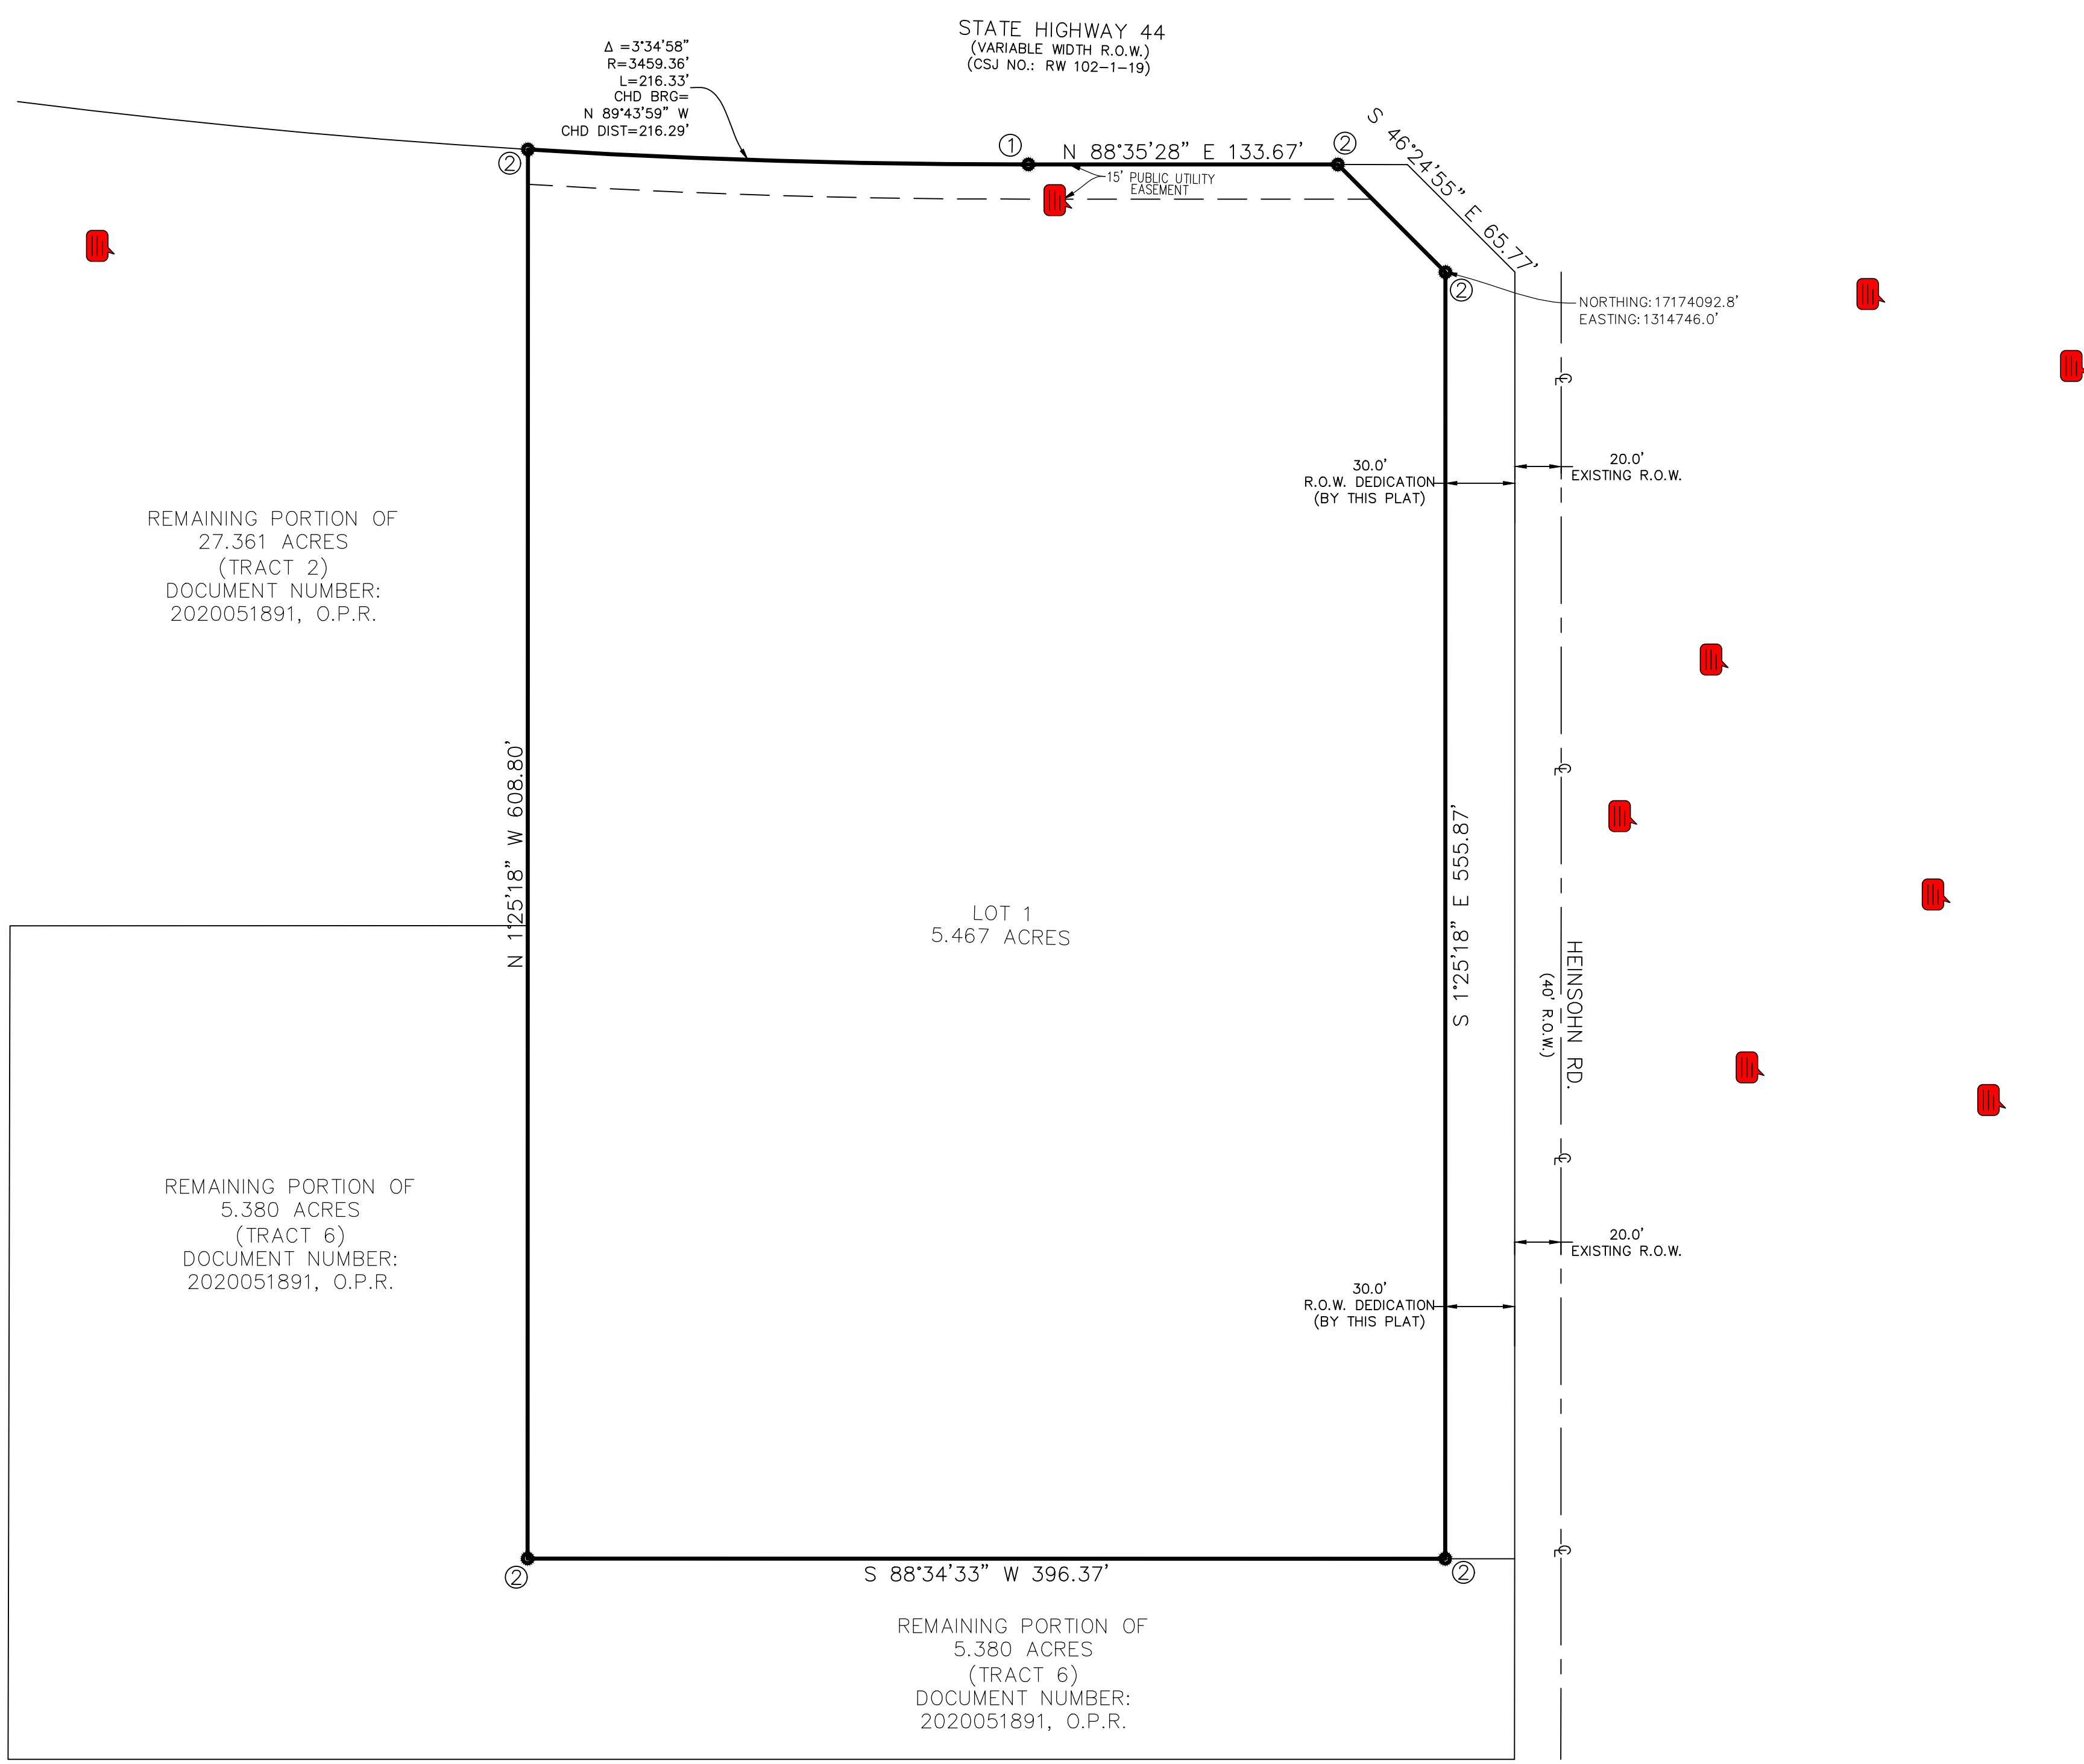 STATE HIGHWAY 44
(VARIABLE WIDTH R.O.W.)
(CSJ NO.: RW 102-1-19)
Δ =3°34'58"
R=3459.36'
L=216.33'
CHD BRG=
N 89°43'59" W
CHD DIST=216.29'
② 
①
N 88°35'28" E 133.67'
②
S 46°24'55" E 65.77'
15' PUBLIC UTILITY
EASEMENT
②
NORTHING: 17174092.8'
EASTING: 1314746.0'
℄
30.0'
R.O.W. DEDICATION
(BY THIS PLAT)
20.0'
EXISTING R.O.W.
REMAINING PORTION OF
27.361 ACRES
(TRACT 2)
DOCUMENT NUMBER:
2020051891, O.P.R.
N 1°25'18" W 608.80'
℄
S 1°25'18" E 555.87'
LOT 1
5.467 ACRES
HEINSOHN RD.
(40' R.O.W.)
℄
REMAINING PORTION OF
5.380 ACRES
(TRACT 6)
DOCUMENT NUMBER:
2020051891, O.P.R.
20.0'
EXISTING R.O.W.
30.0'
R.O.W. DEDICATION
(BY THIS PLAT)
℄
②
S 88°34'33" W 396.37'
②
REMAINING PORTION OF
5.380 ACRES
(TRACT 6)
DOCUMENT NUMBER:
2020051891, O.P.R.